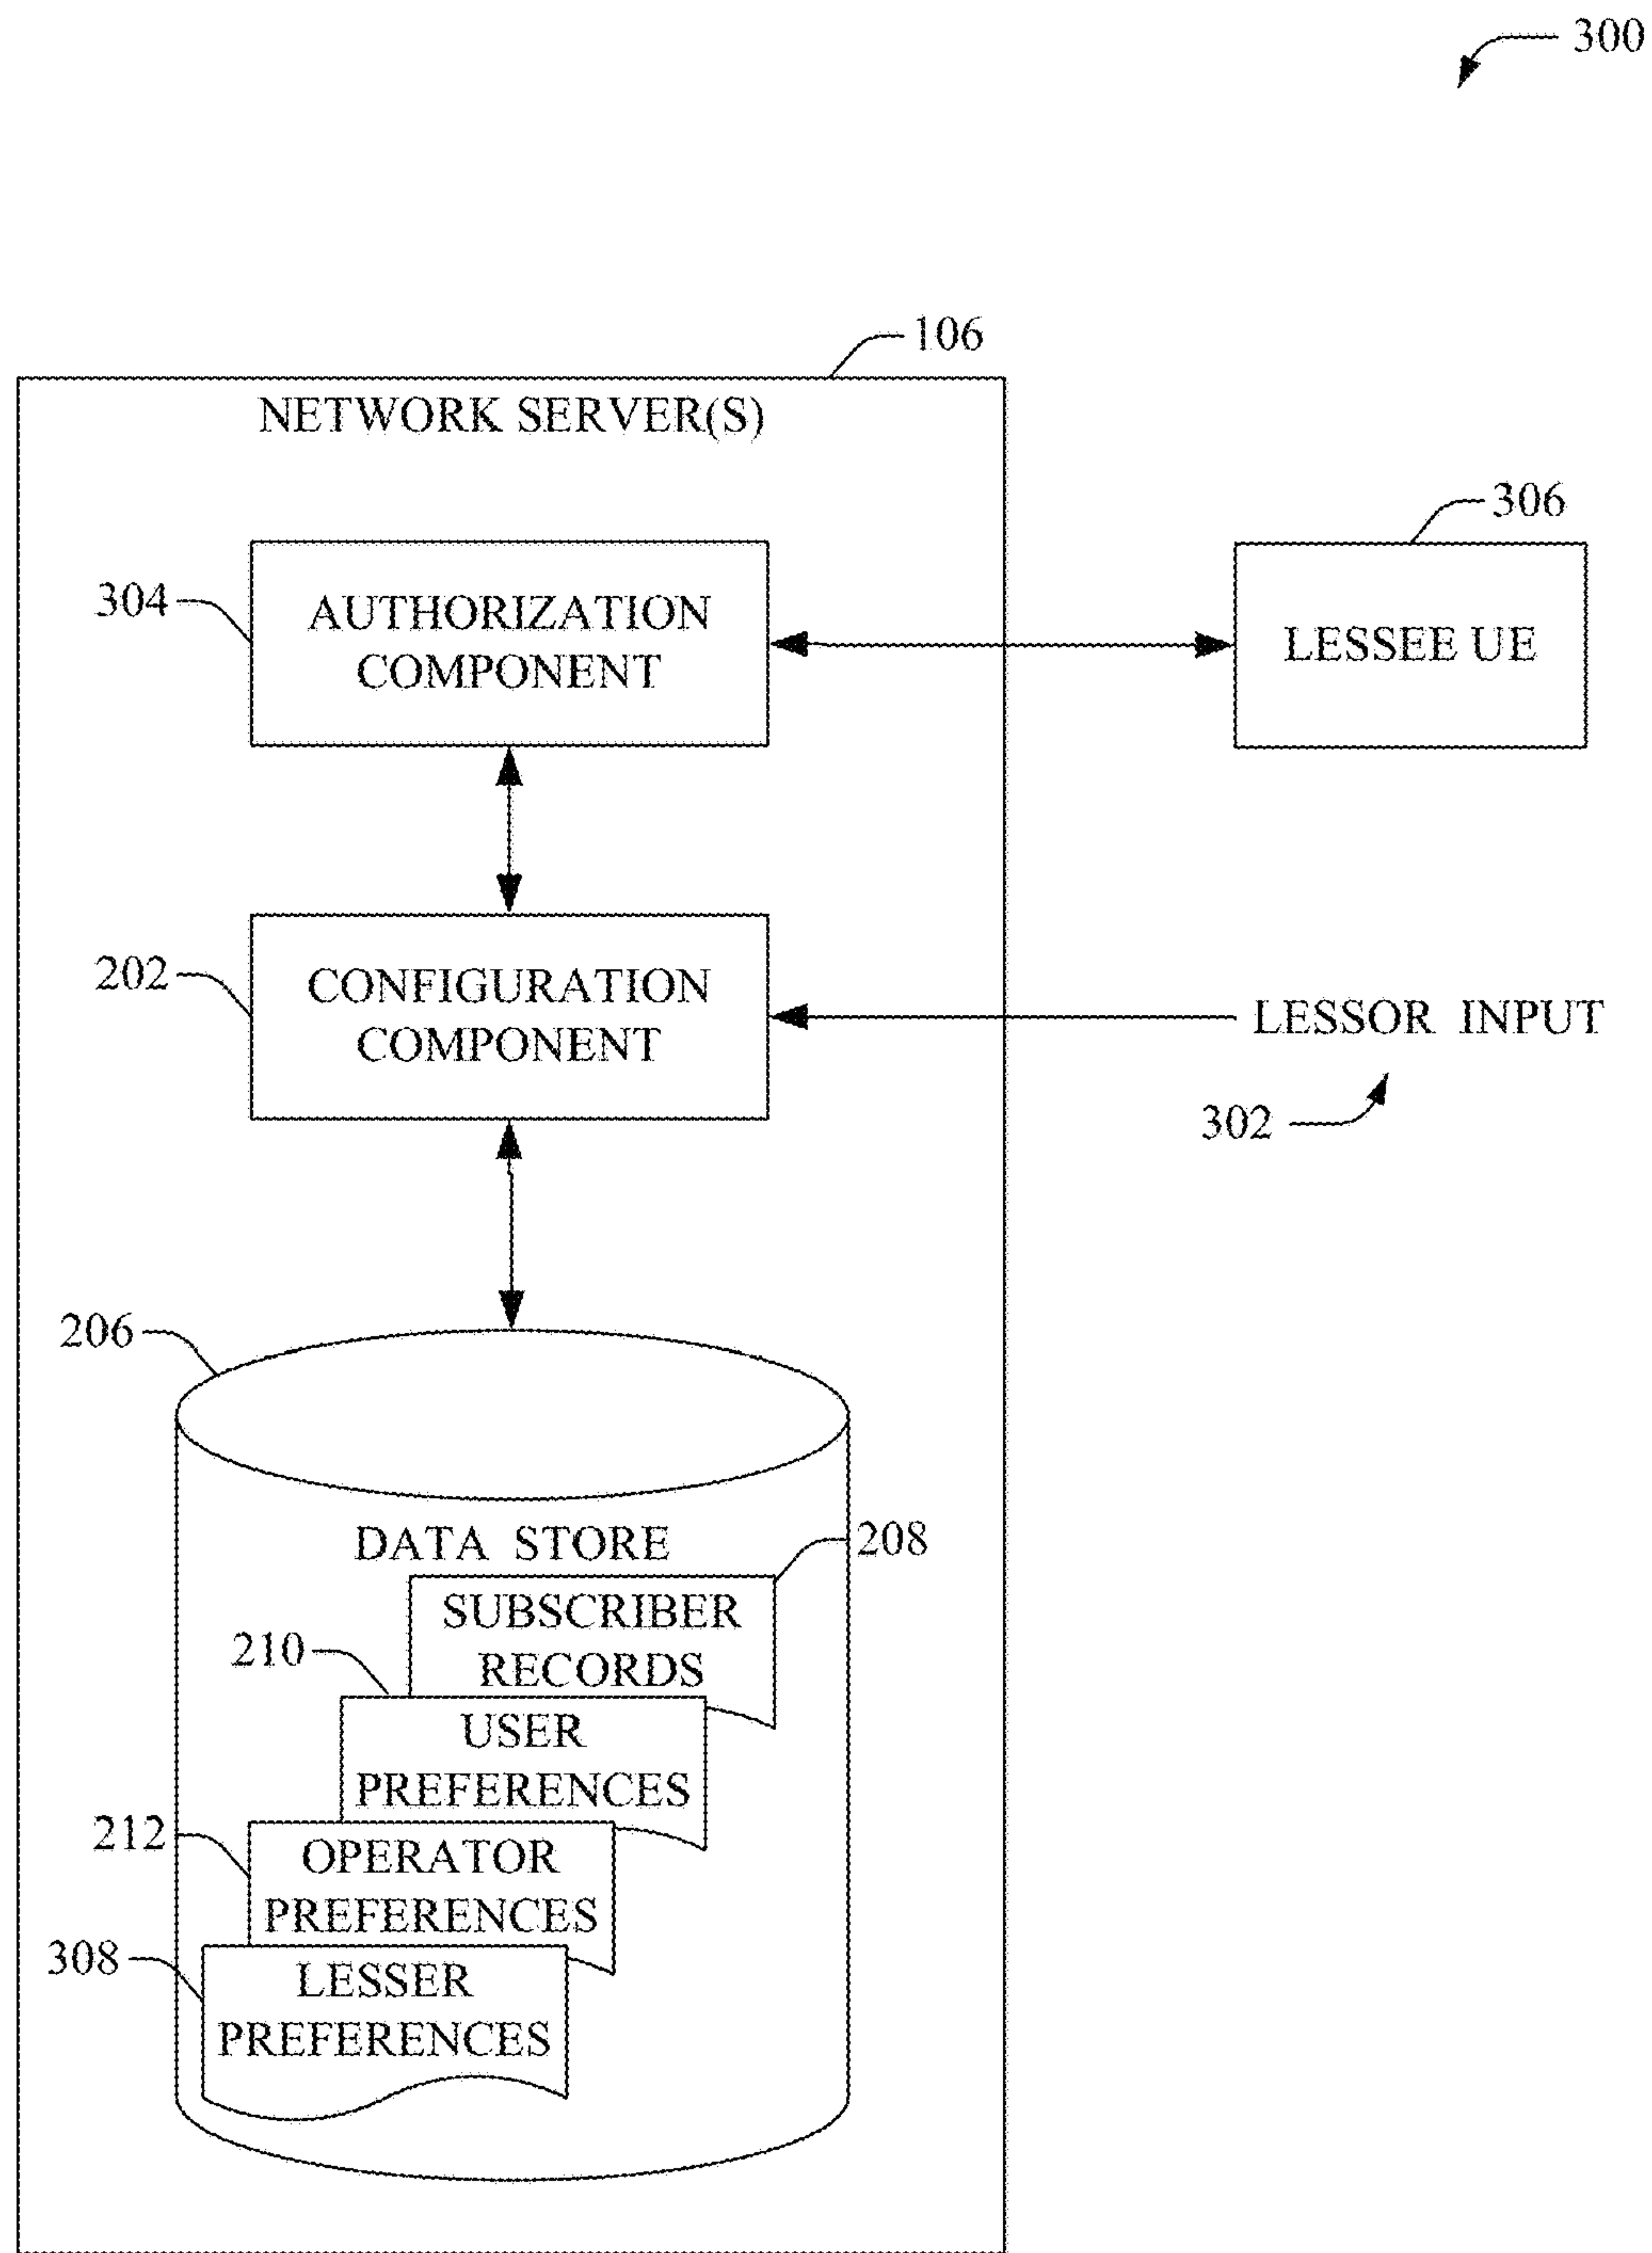 300
106
NETWORK SERVER(S)
306
304
AUTHORIZATION
COMPONENT
LESSEE UE
202
CONFIGURATION
COMPONENT
LESSOR INPUT
302
206
DATA STORE
208
SUBSCRIBER
RECORDS
210
USER
PREFERENCES
212
OPERATOR
PREFERENCES
308
LESSER
PREFERENCES